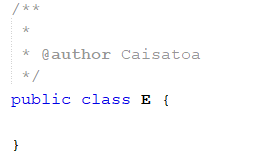 /**
*
* @author Caisatoa
*/
public class E {
}